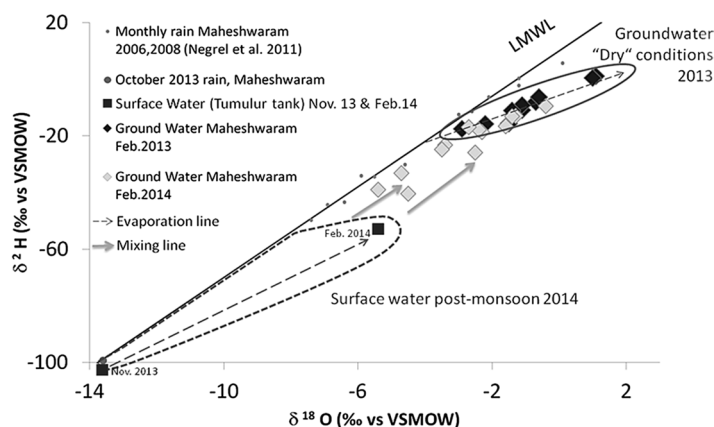 20
-20
-60
-100
-14
-10
-6
-2
2
δ ² H (‰ vs VSMOW)
δ ¹⁸ O (‰ vs VSMOW)
Monthly rain Maheshwaram
2006,2008 (Negrel et al. 2011)
October 2013 rain, Maheshwaram
Surface Water (Tumulur tank) Nov. 13 & Feb.14
Ground Water Maheshwaram
Feb.2013
Ground Water Maheshwaram
Feb.2014
Evaporation line
Mixing line
LMWL
Groundwater
"Dry" conditions
2013
Feb. 2014
Surface water post-monsoon 2014
Nov. 2013